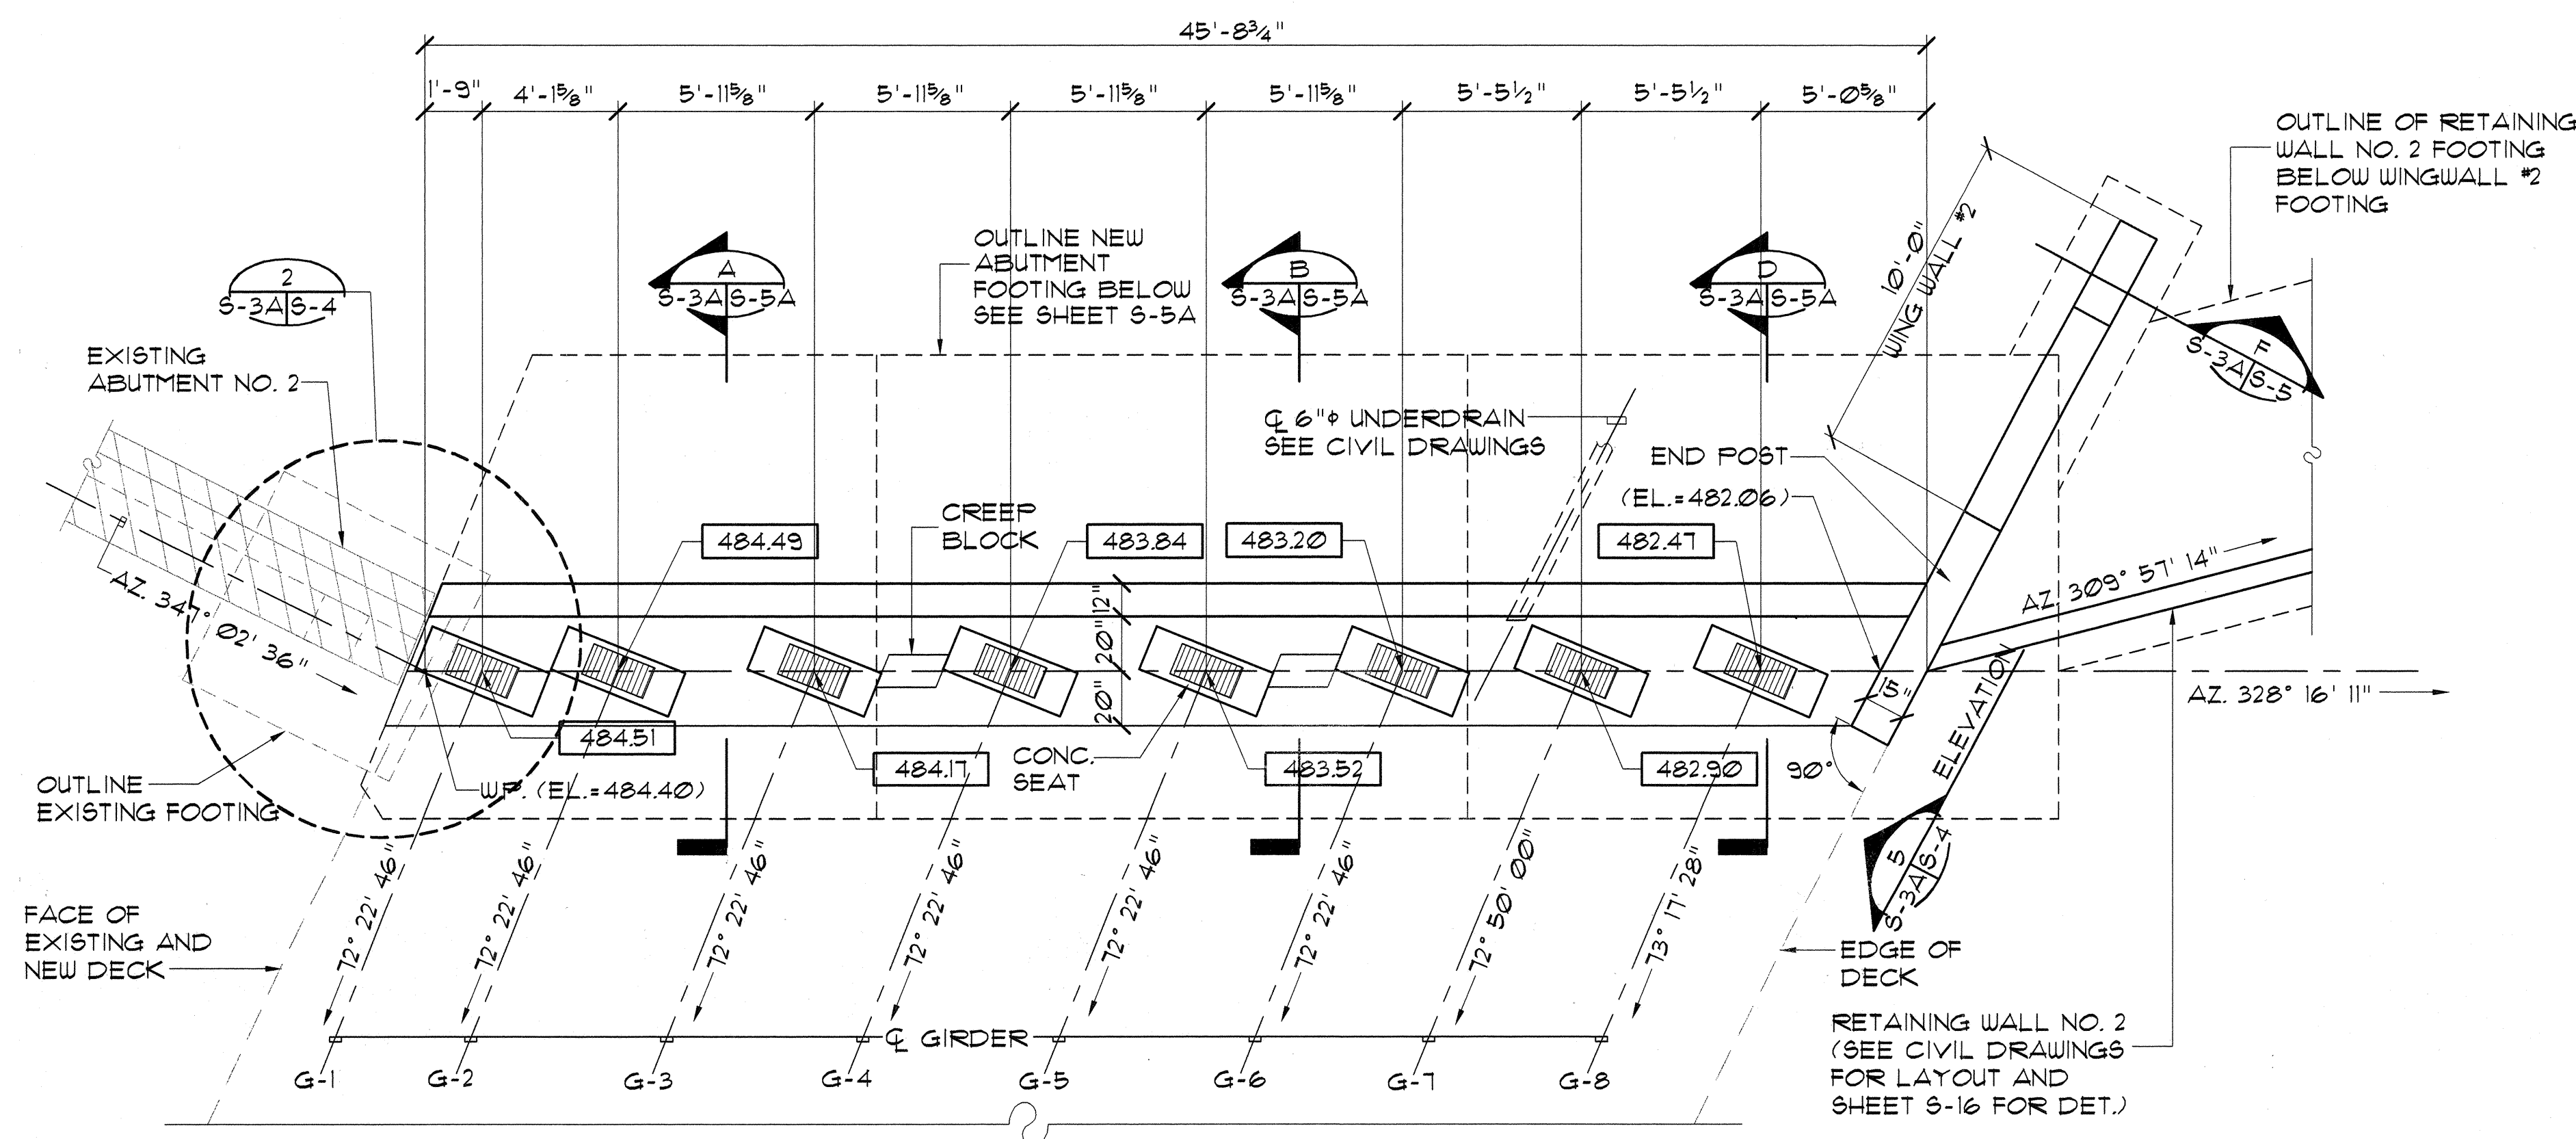 45'-8¾"
1'-9"
4'-1⅝"
5'-11⅝"
5'-11⅝"
5'-11⅝"
5'-11⅝"
5'-5½"
5'-5½"
5'-0⅝"
OUTLINE OF RETAINING
WALL NO. 2 FOOTING
BELOW WINGWALL #2
FOOTING
10'-0"
WING WALL #2
OUTLINE NEW
ABUTMENT
FOOTING BELOW
SEE SHEET S-5A
2
S-3A S-4
A
S-3A S-5A
B
S-3A S-5A
D
S-3A S-5A
F
S-3A S-5
EXISTING
ABUTMENT NO. 2
℄ 6"ϕ UNDERDRAIN
SEE CIVIL DRAWINGS
END POST
(EL.=482.06)
CREEP
BLOCK
484.49
483.84
483.20
482.47
12"
20"
20"
AZ. 347° 02' 36"
AZ. 309° 57' 14"
15"
AZ. 328° 16' 11"
484.51
484.17
CONC.
SEAT
483.52
482.90
90°
ELEVATION
5
S-3A S-4
WP. (EL.=484.40)
OUTLINE
EXISTING FOOTING
72° 22' 46"
72° 22' 46"
72° 22' 46"
72° 22' 46"
72° 22' 46"
72° 22' 46"
72° 50' 00"
73° 17' 28"
FACE OF
EXISTING AND
NEW DECK
EDGE OF
DECK
℄ GIRDER
G-1
G-2
G-3
G-4
G-5
G-6
G-7
G-8
RETAINING WALL NO. 2
(SEE CIVIL DRAWINGS
FOR LAYOUT AND
SHEET S-16 FOR DET.)